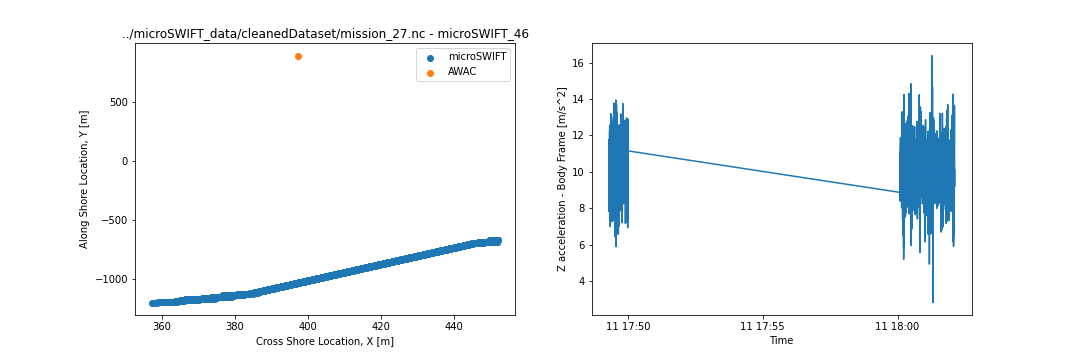 ../microSWIFT_data/cleanedDataset/mission_27.nc - microSWIFT_46
microSWIFT
AWAC
500
0
−500
−1000
Along Shore Location, Y [m]
360
380
400
420
440
Cross Shore Location, X [m]
16
14
12
10
8
6
4
Z acceleration - Body Frame [m/s^2]
11 17:50
11 17:55
11 18:00
Time